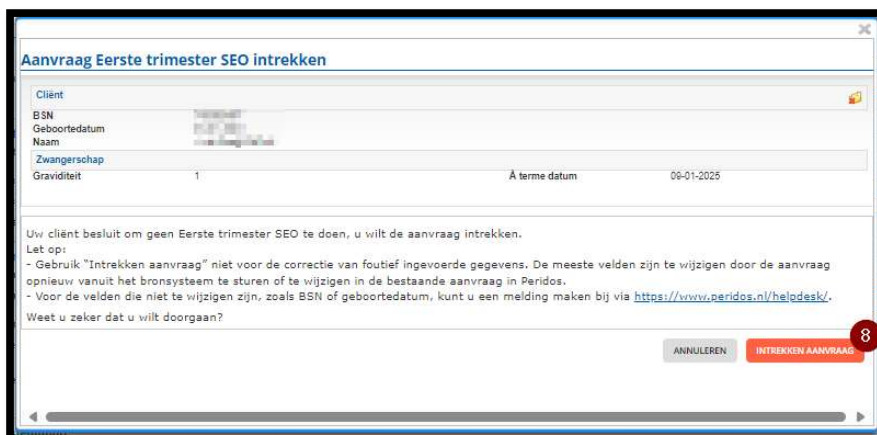 Aanvraag Eerste trimester SEO intrekken
Cliënt
BSN
Geboortedatum
Naam
Zwangerschap
Graviditeit 1 À terme datum 09-01-2025
Uw cliënt besluit om geen Eerste trimester SEO te doen, u wilt de aanvraag intrekken.
Let op:
- Gebruik "Intrekken aanvraag" niet voor de correctie van foutief ingevoerde gegevens. De meeste velden zijn te wijzigen door de aanvraag
opnieuw vanuit het bronsysteem te sturen of te wijzigen in de bestaande aanvraag in Peridos.
- Voor de velden die niet te wijzigen zijn, zoals BSN of geboortedatum, kunt u een melding maken bij via https://www.peridos.nl/helpdesk/.
Weet u zeker dat u wilt doorgaan?
8
ANNULEREN INTREKKEN AANVRAAG